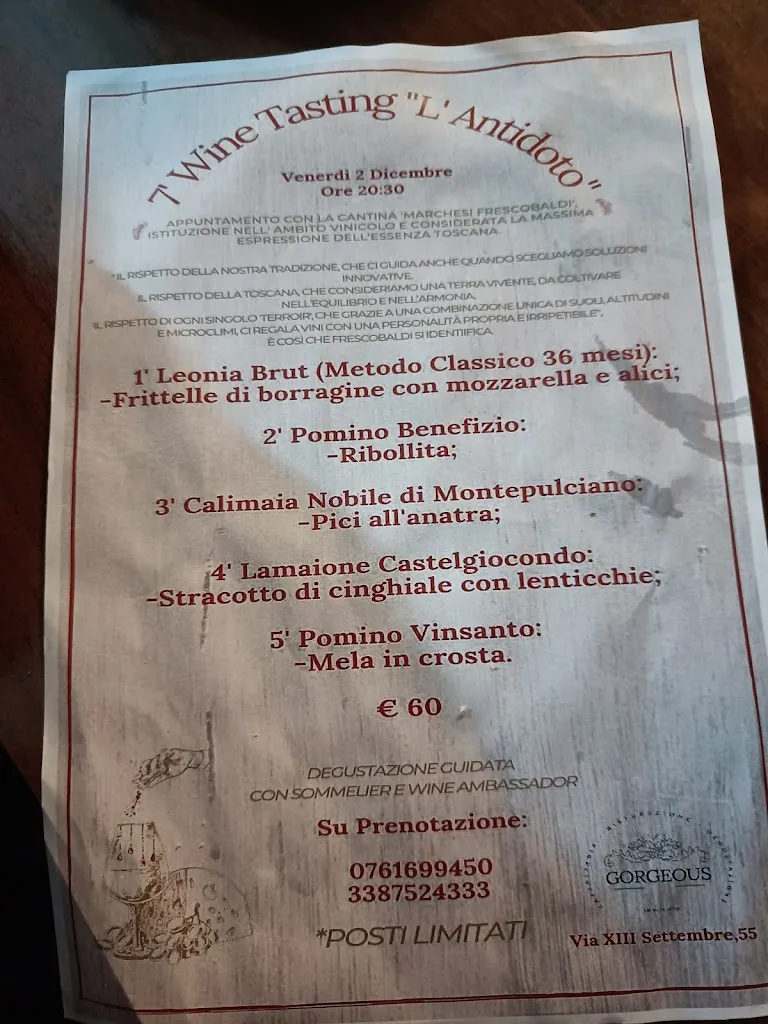 7' Wine Tasting "L' Antidoto"
Venerdì 2 Dicembre
Ore 20:30
APPUNTAMENTO CON LA CANTINA 'MARCHESI FRESCOBALDI',
ISTITUZIONE NELL' AMBITO VINICOLO E CONSIDERATA LA MASSIMA
ESPRESSIONE DELL'ESSENZA TOSCANA.
"IL RISPETTO DELLA NOSTRA TRADIZIONE, CHE CI GUIDA ANCHE QUANDO SCEGLIAMO SOLUZIONI
INNOVATIVE.
IL RISPETTO DELLA TOSCANA, CHE CONSIDERIAMO UNA TERRA VIVENTE, DA COLTIVARE
NELL'EQUILIBRIO E NELL'ARMONIA.
IL RISPETTO DI OGNI SINGOLO TERROIR, CHE GRAZIE A UNA COMBINAZIONE UNICA DI SUOLI, ALTITUDINI
E MICROCLIMI, CI REGALA VINI CON UNA PERSONALITÀ PROPRIA E IRRIPETIBILE",
È COSÌ CHE FRESCOBALDI SI IDENTIFICA.
1' Leonia Brut (Metodo Classico 36 mesi):
-Frittelle di borragine con mozzarella e alici;
2' Pomino Benefizio:
-Ribollita;
3' Calimaia Nobile di Montepulciano:
-Pici all'anatra;
4' Lamaione Castelgiocondo:
-Stracotto di cinghiale con lenticchie;
5' Pomino Vinsanto:
-Mela in crosta.
€ 60
DEGUSTAZIONE GUIDATA
CON SOMMELIER E WINE AMBASSADOR
Su Prenotazione:
0761699450
3387524333
*POSTI LIMITATI
RISTORAZIONE
GORGEOUS
Via XIII Settembre,55